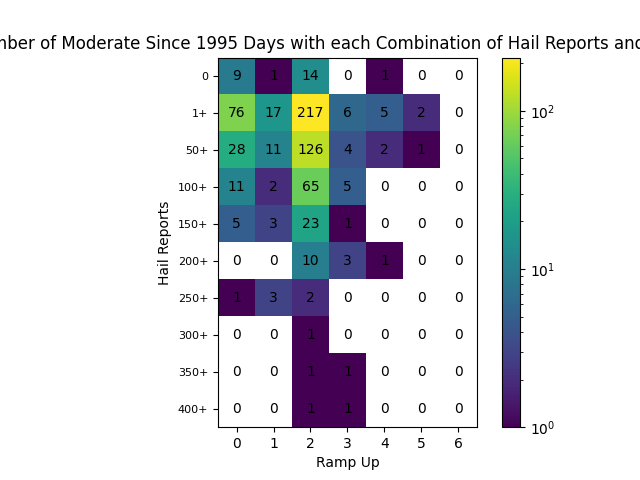 of Moderate Since 1995 Days with each Combination of Hail Reports
0 9 1 14 0 1 0 0
1+ 76 17 217 6 5 2 0
50+ 28 11 126 4 2 1 0
100+ 11 2 65 5 0 0 0
150+ 5 3 23 1 0 0 0
200+ 0 0 10 3 1 0 0
250+ 1 3 2 0 0 0 0
300+ 0 0 1 0 0 0 0
350+ 0 0 1 1 0 0 0
400+ 0 0 1 1 0 0 0
0 1 2 3 4 5 6
Ramp Up
Hail Reports
10²
10¹
10⁰